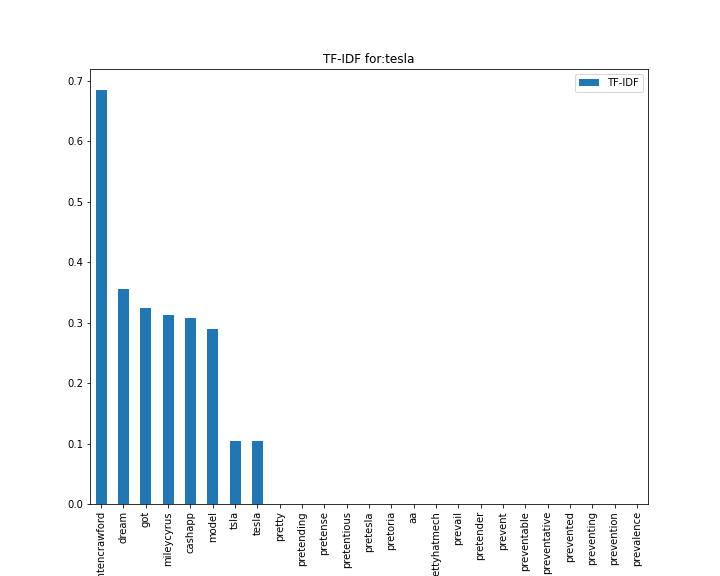 TF-IDF for:tesla
TF-IDF
0.7
0.6
0.5
0.4
0.3
0.2
0.1
0.0
ntencrawford
dream
got
mileycyrus
cashapp
model
tsla
tesla
pretty
pretending
pretense
pretentious
pretesla
pretoria
aa
ettyhatmech
prevail
pretender
prevent
preventable
preventative
prevented
preventing
prevention
prevalence